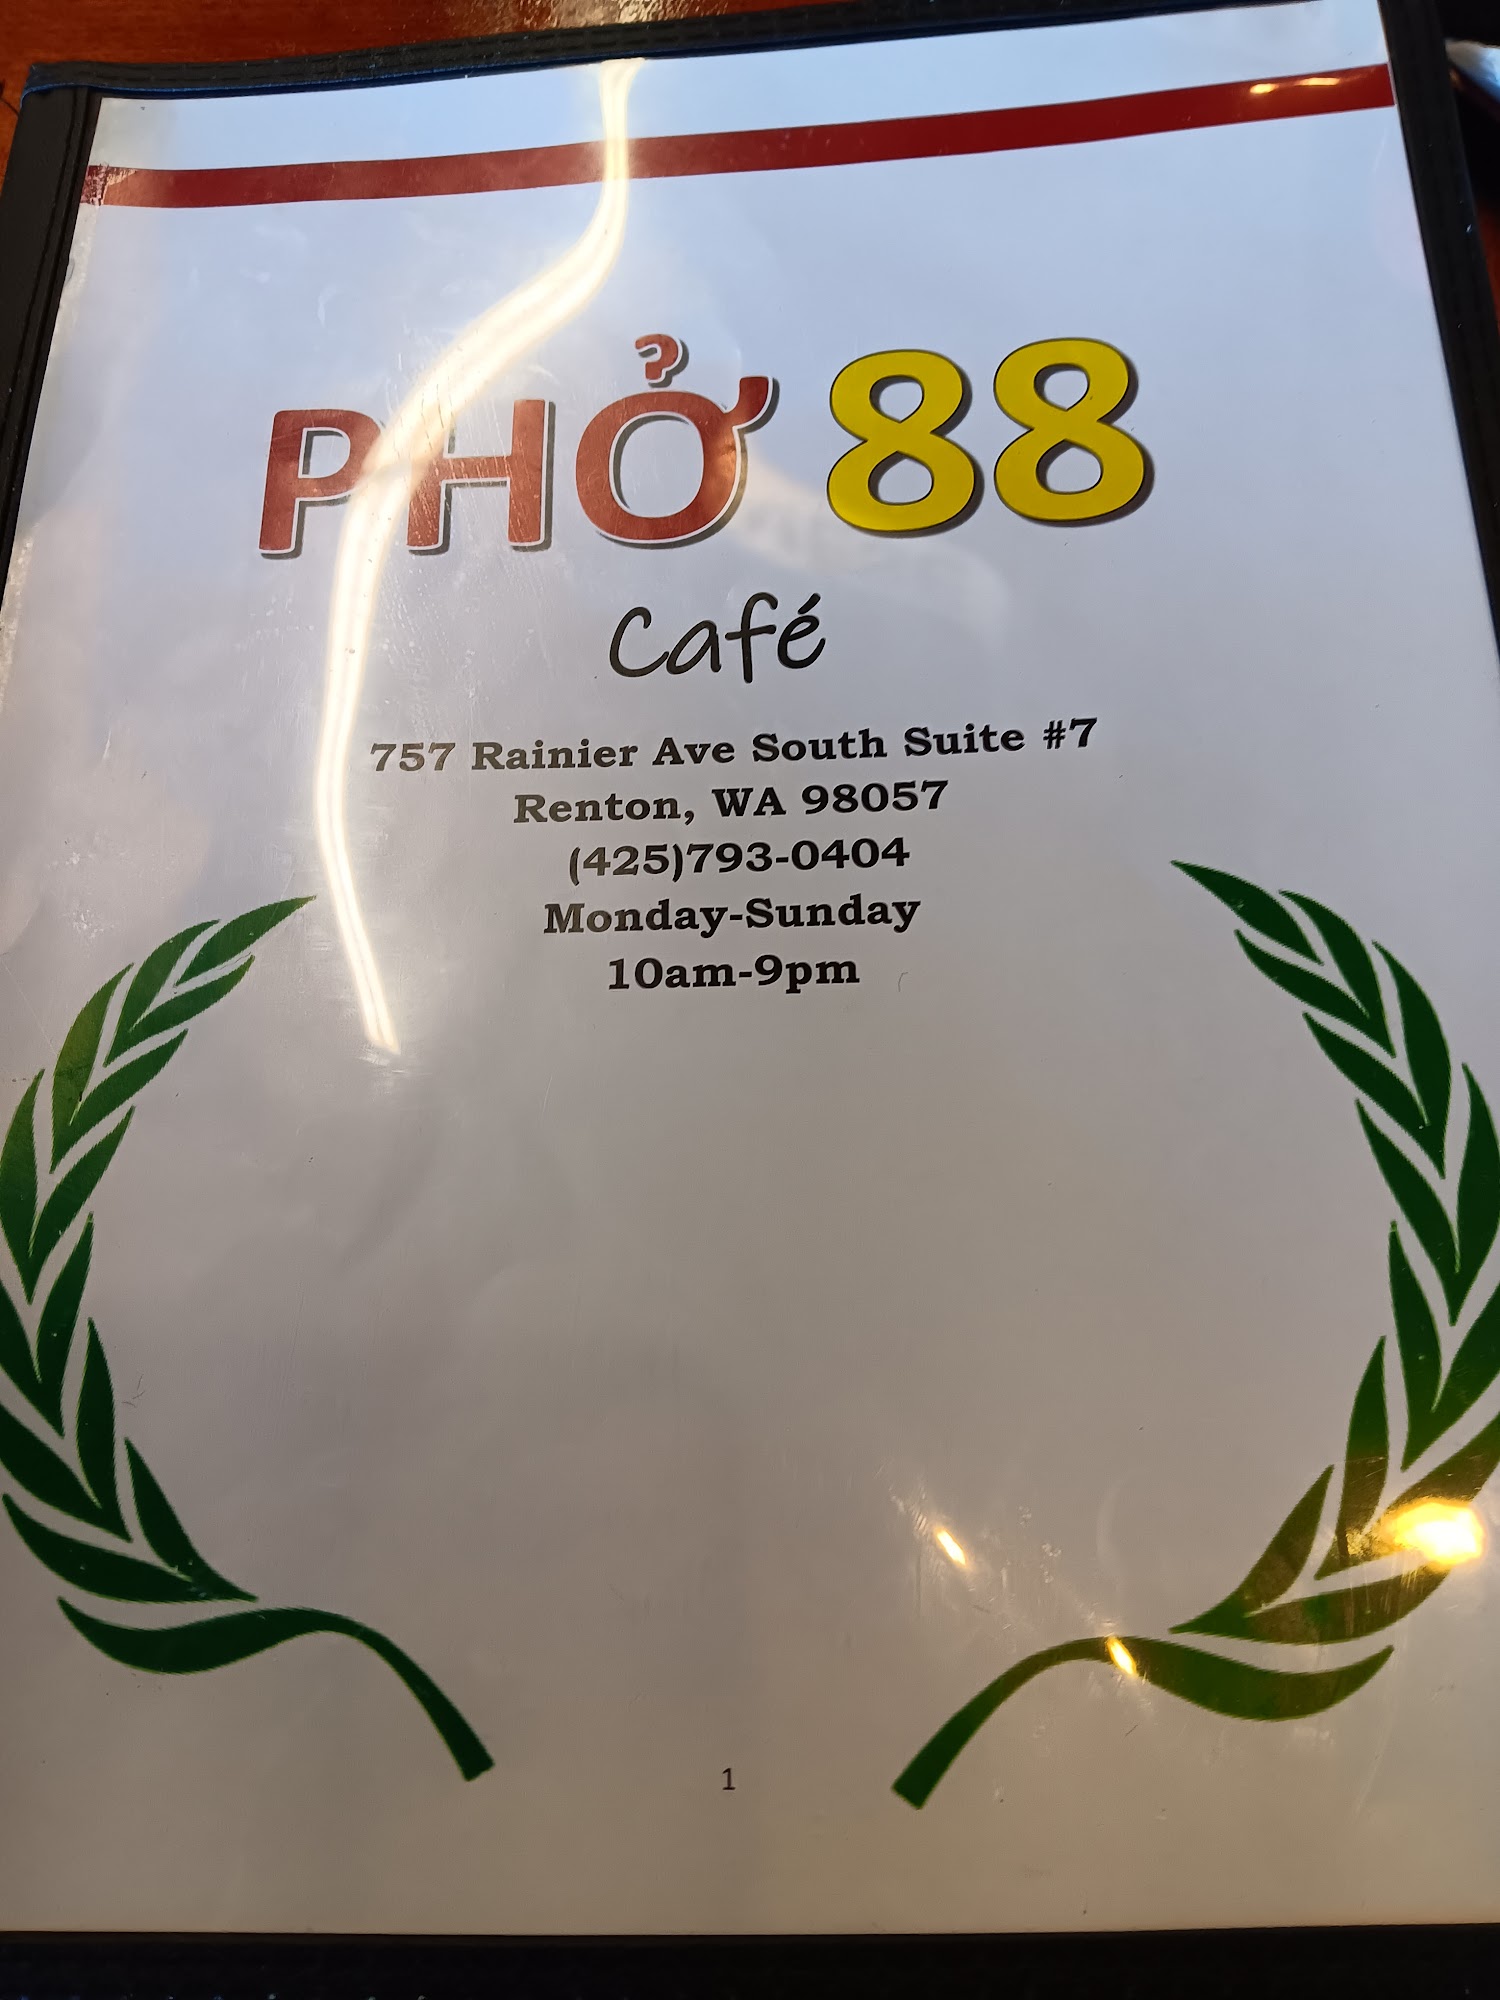 PHỞ 88
Café
757 Rainier Ave South Suite #7
Renton, WA 98057
(425)793-0404
Monday-Sunday
10am-9pm
1